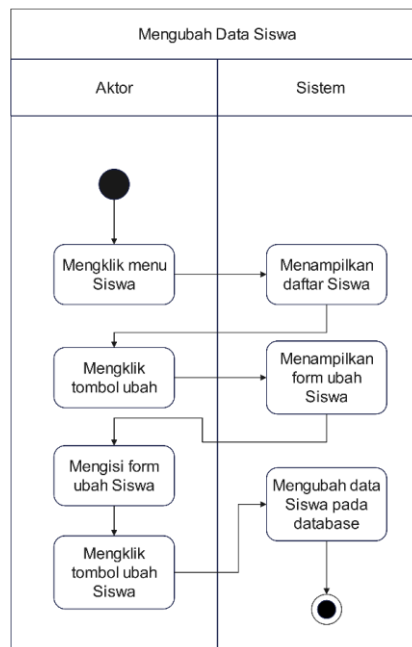 Mengubah Data Siswa
Aktor
Sistem
Mengklik menu
Siswa
Menampilkan
daftar Siswa
Mengklik
tombol ubah
Menampilkan
form ubah
Siswa
Mengisi form
ubah Siswa
Mengklik
tombol ubah
Siswa
Mengubah data
Siswa pada
database